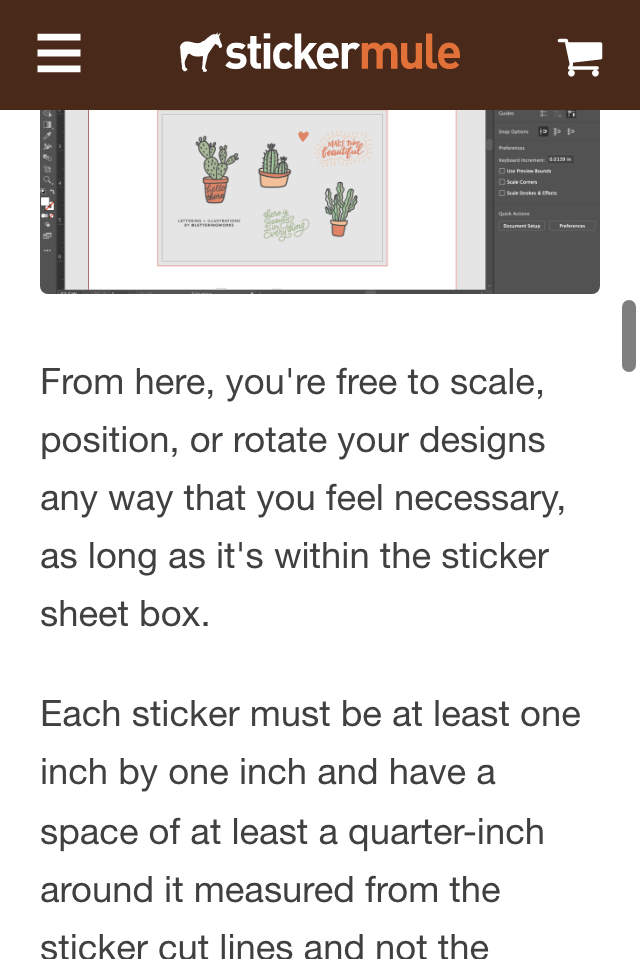 stickermule
Guides
Snap Options:
Preferences
Keyboard Increment: 0.0139 in
Use Preview Bounds
Scale Corners
Scale Strokes & Effects
Quick Actions
Document Setup
Preferences
hello
there
MAKE THINGS
beautiful
there is
beauty
in
everything
LETTERING + ILLUSTRATIONS
BY @LETTERINGWORKS
From here, you're free to scale,
position, or rotate your designs
any way that you feel necessary,
as long as it's within the sticker
sheet box.
Each sticker must be at least one
inch by one inch and have a
space of at least a quarter-inch
around it measured from the
sticker cut lines and not the